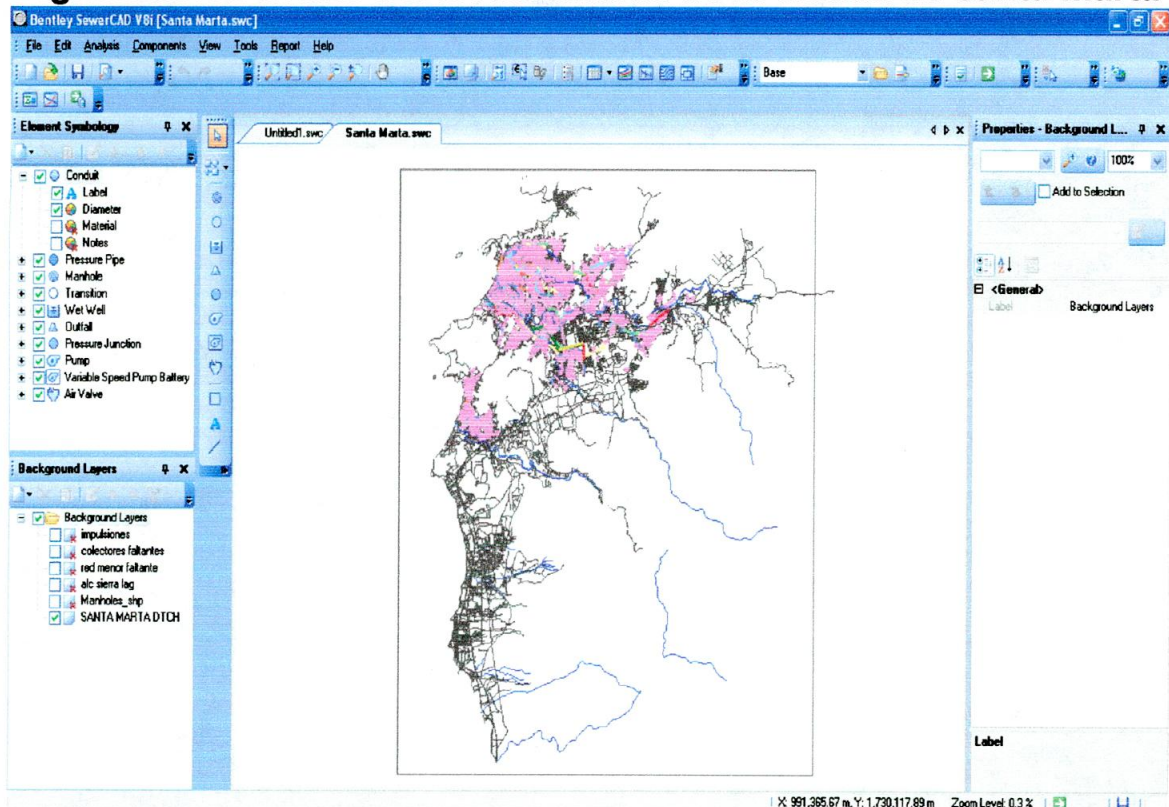 Bentley SewerCAD V8i [Santa Marta.swc]
File Edit Analysis Components View Tools Report Help
Base
Element Symbology
Conduit
Label
Diameter
Material
Notes
Pressure Pipe
Manhole
Transition
Wet Well
Outfall
Pressure Junction
Pump
Variable Speed Pump Battery
Air Valve
Background Layers
Background Layers
impulsiones
colectores faltantes
red menor faltante
alc sierra lag
Manholes_shp
SANTA MARTA DTCH
Untitled1.swc Santa Marta.swc
Properties - Background L...
100%
Add to Selection
<General>
Label Background Layers
Label
X: 991,365.67 m, Y: 1,730,117.89 m Zoom Level: 0.3 %